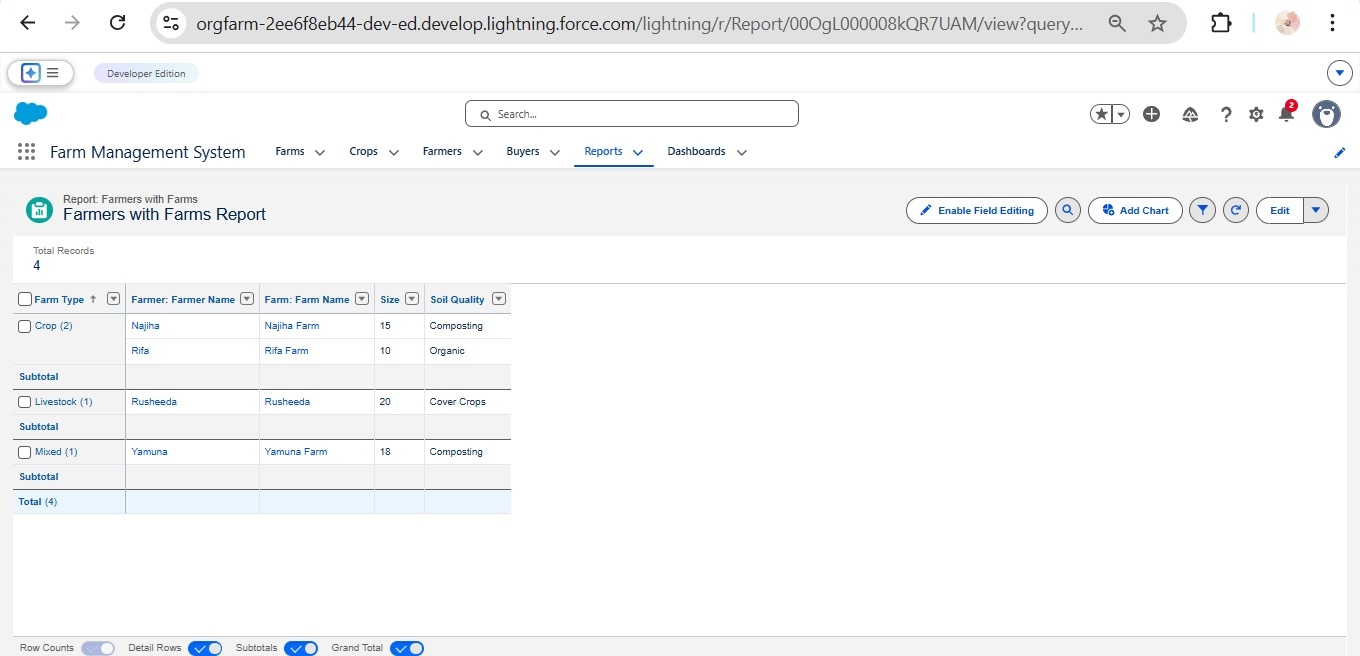 orgfarm-2ee6f8eb44-dev-ed.develop.lightning.force.com/lightning/r/Report/00OgL000008kQR7UAM/view?query...
Developer Edition
Search...
2
Farm Management System Farms Crops Farmers Buyers Reports Dashboards
Report: Farmers with Farms
Farmers with Farms Report
Enable Field Editing Add Chart Edit
Total Records
4
Farm Type ↑ Farmer: Farmer Name Farm: Farm Name Size Soil Quality
Crop (2) Najiha Najiha Farm 15 Composting
Rifa Rifa Farm 10 Organic
Subtotal
Livestock (1) Rusheeda Rusheeda 20 Cover Crops
Subtotal
Mixed (1) Yamuna Yamuna Farm 18 Composting
Subtotal
Total (4)
Row Counts Detail Rows Subtotals Grand Total